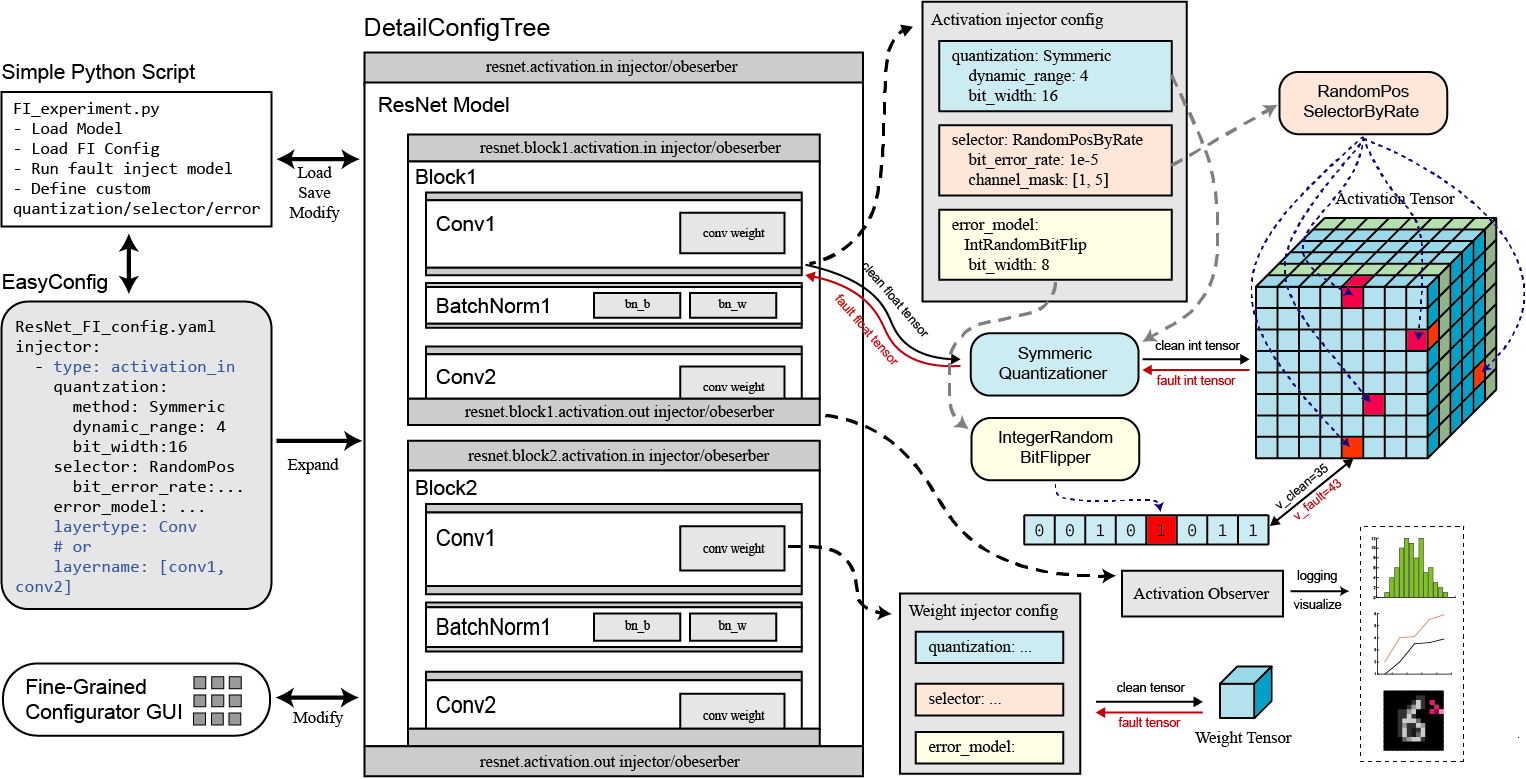 Simple Python Script
FI_experiment.py
- Load Model
- Load FI Config
- Run fault inject model
- Define custom
quantization/selector/error
EasyConfig
ResNet_FI_config.yaml
injector:
- type: activation_in
quantzation:
method: Symmeric
dynamic_range: 4
bit_width:16
selector: RandomPos
bit_error_rate:...
error_model: ...
layertype: Conv
# or
layername: [conv1,
conv2]
Fine-Grained
Configurator GUI
Load
Save
Modify
Expand
Modify
DetailConfigTree
resnet.activation.in injector/obeserber
ResNet Model
resnet.block1.activation.in injector/obeserber
Block1
Conv1
conv weight
BatchNorm1
bn_b
bn_w
Conv2
conv weight
resnet.block1.activation.out injector/obeserber
resnet.block2.activation.in injector/obeserber
Block2
Conv1
conv weight
BatchNorm1
bn_b
bn_w
Conv2
conv weight
resnet.activation.out injector/obeserber
Activation injector config
quantization: Symmeric
dynamic_range: 4
bit_width: 16
selector: RandomPosByRate
bit_error_rate: 1e-5
channel_mask: [1, 5]
error_model:
IntRandomBitFlip
bit_width: 8
clean float tensor
fault float tensor
Symmeric
Quantizationer
clean int tensor
fault int tensor
IntegerRandom
BitFlipper
0 0 1 0 1 0 1 1
v_clean=35
v_fault=43
RandomPos
SelectorByRate
Activation Tensor
Activation Observer
logging
visualize
Weight injector config
quantization: ...
selector: ...
error_model:
clean tensor
fault tensor
Weight Tensor